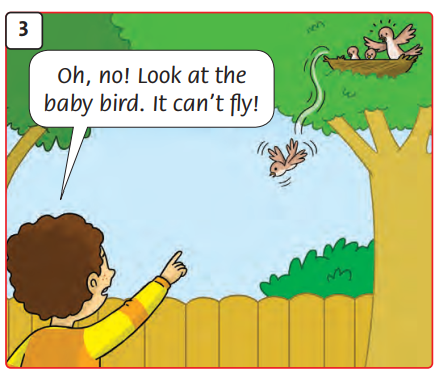 3
Oh, no! Look at the
baby bird. It can't fly!